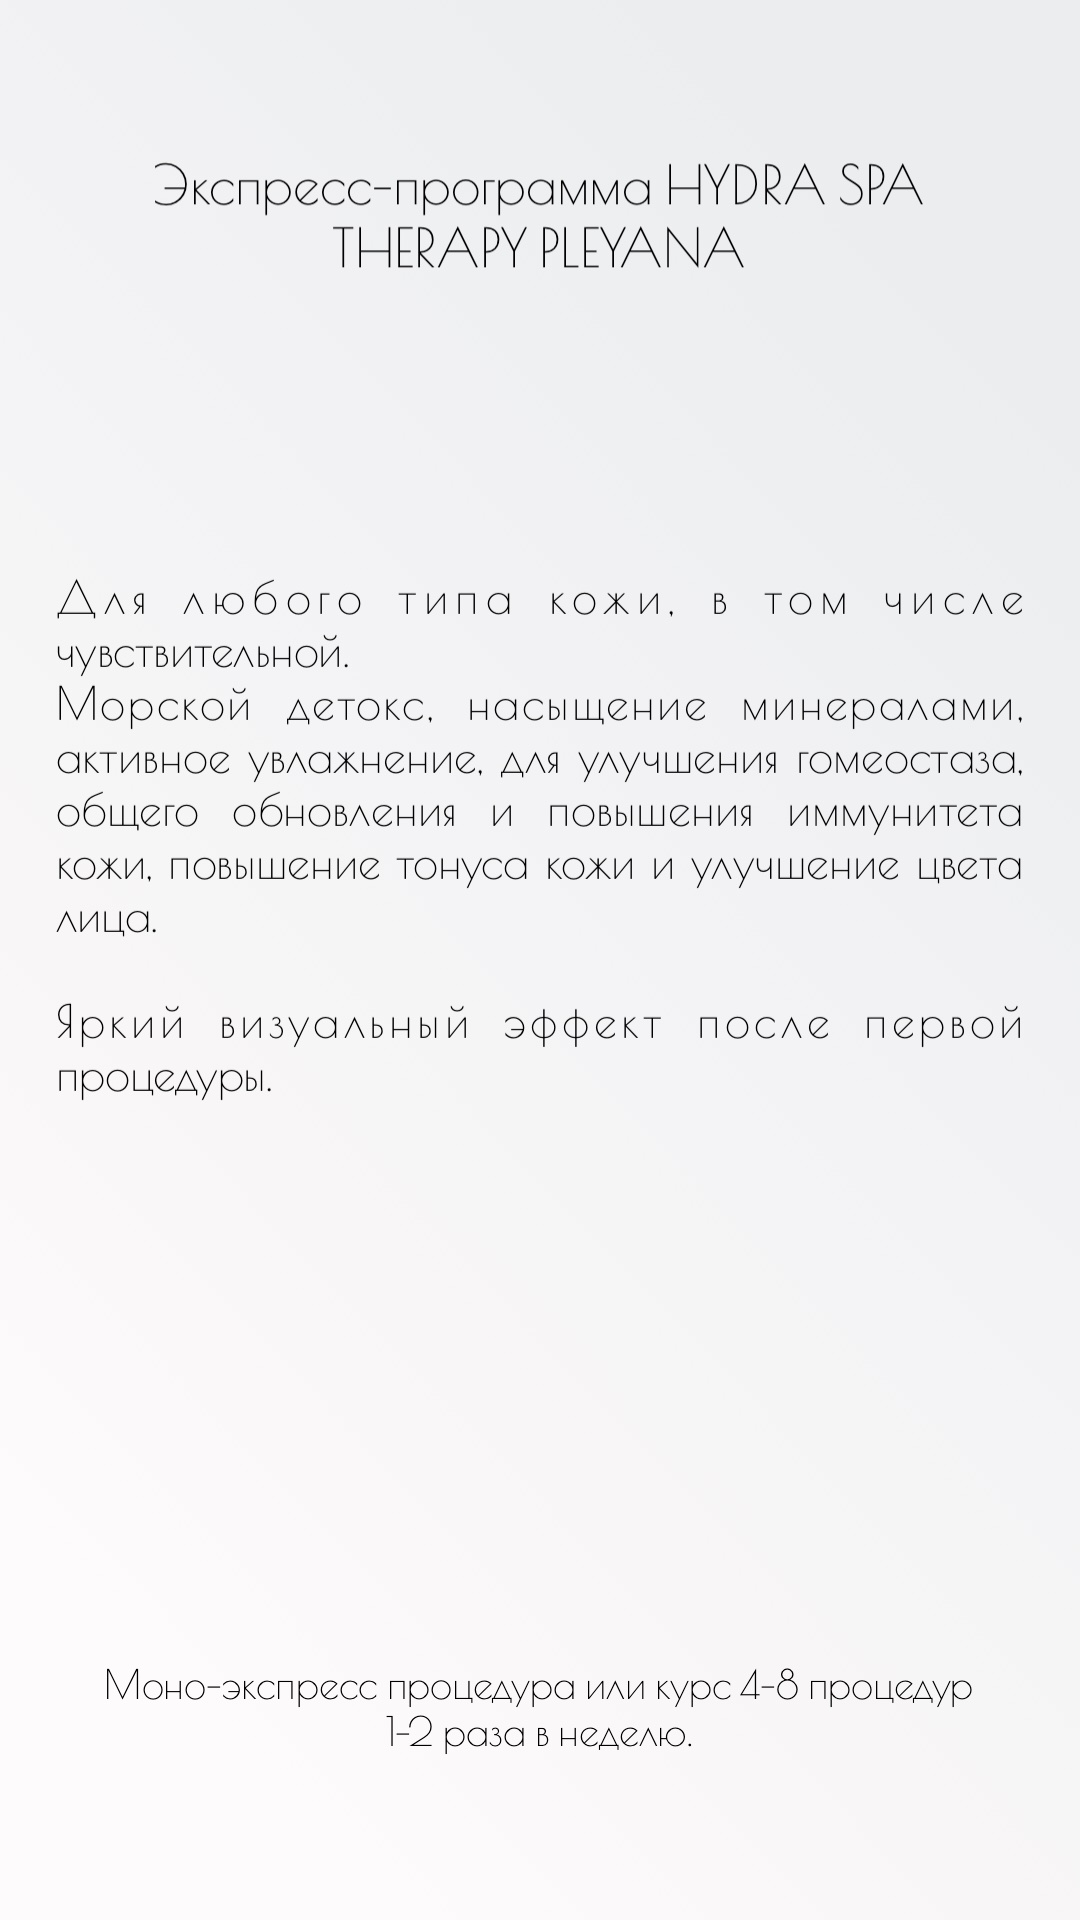 Экспресс-программа HYDRA SPA
THERAPY PLEYANA
Для любого типа кожи, в том числе
чувствительной.
Морской детокс, насыщение минералами,
активное увлажнение, для улучшения гомеостаза,
общего обновления и повышения иммунитета
кожи, повышение тонуса кожи и улучшение цвета
лица.
Яркий визуальный эффект после первой
процедуры.
Моно-экспресс процедура или курс 4-8 процедур
1-2 раза в неделю.